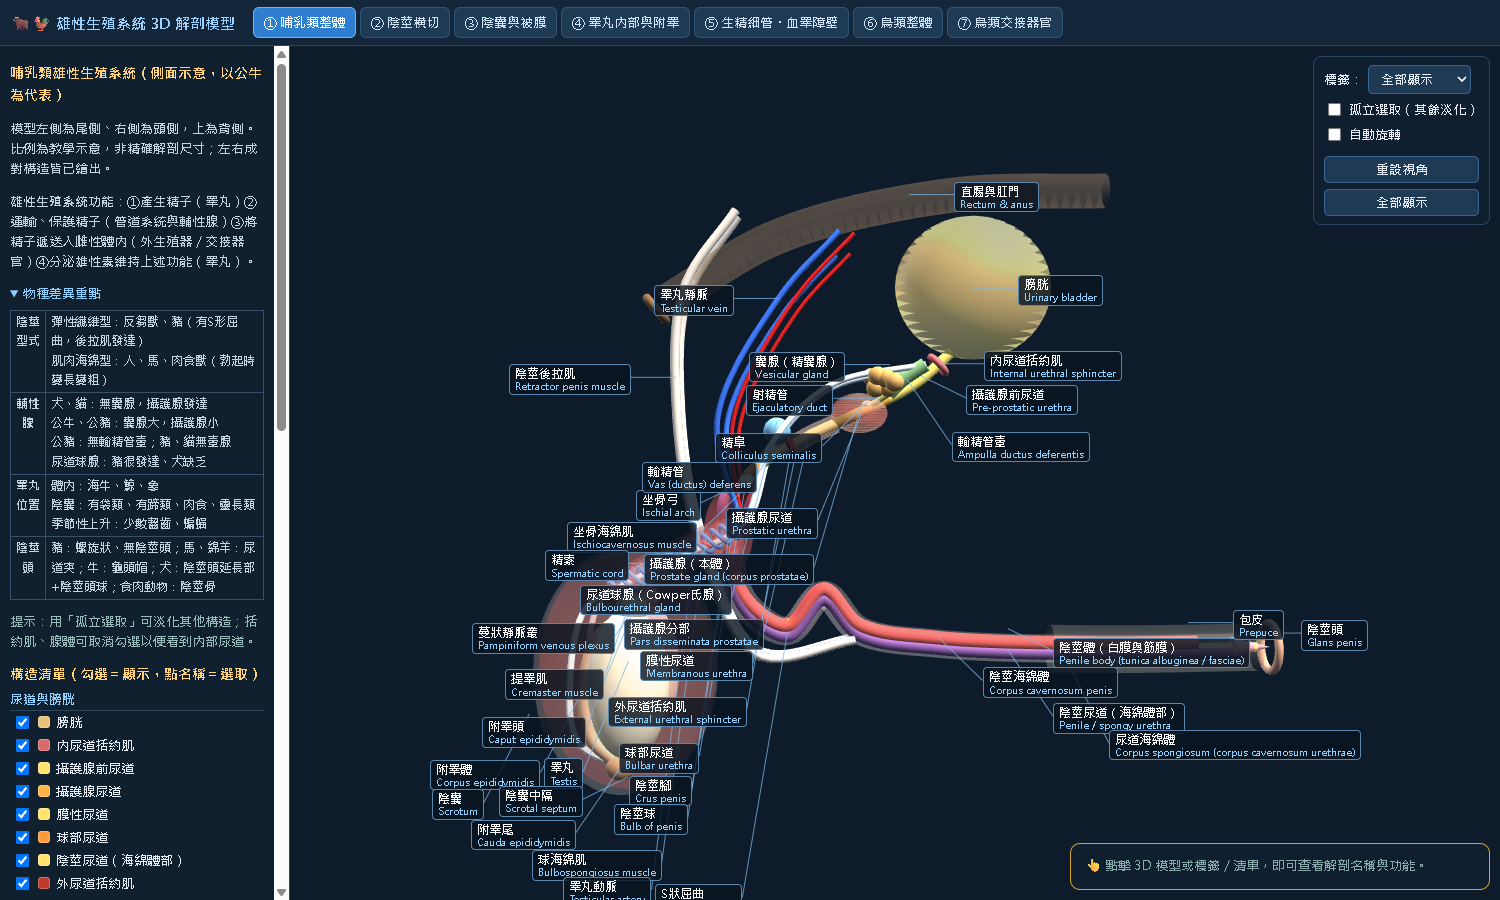 雄性生殖系統 3D 解剖模型
① 哺乳類整體
② 陰莖橫切
③ 陰囊與被膜
④ 睪丸內部與附睪
⑤ 生精細管・血睪障壁
⑥ 鳥類整體
⑦ 鳥類交接器官
哺乳類雄性生殖系統（側面示意，以公牛
為代表）
模型左側為尾側、右側為頭側，上為背側。
比例為教學示意，非精確解剖尺寸；左右成
對構造皆已繪出。
雄性生殖系統功能：①產生精子（睪丸）②
運輸、保護精子（管道系統與輔性腺）③將
精子遞送入雌性體內（外生殖器 / 交接器
官）④分泌雄性素維持上述功能（睪丸）。
▼ 物種差異重點
陰莖
型式
彈性纖維型：反芻獸、豬（有S形屈
曲，後拉肌發達）
肌肉海綿型：人、馬、肉食獸（勃起時
變長變粗）
輔性
腺
犬、貓：無囊腺，攝護腺發達
公牛、公豬：囊腺大，攝護腺小
公豬：無輸精管壺；豬、貓無壺腺
尿道球腺：豬很發達、犬缺乏
睪丸
位置
體內：海牛、鯨、象
陰囊：有袋類、有蹄類、肉食、靈長類
季節性上升：少數齧齒、蝙蝠
陰莖
頭
豬：螺旋狀、無陰莖頭；馬、綿羊：尿
道突；牛：龜頭帽；犬：陰莖頭延長部
+陰莖頭球；食肉動物：陰莖骨
提示：用「孤立選取」可淡化其他構造；括
約肌、腺體可取消勾選以便看到內部尿道。
構造清單（勾選＝顯示，點名稱＝選取）
尿道與膀胱
膀胱
內尿道括約肌
攝護腺前尿道
攝護腺尿道
膜性尿道
球部尿道
陰莖尿道（海綿體部）
外尿道括約肌
標籤：
全部顯示
孤立選取（其餘淡化）
自動旋轉
重設視角
全部顯示
直腸與肛門
Rectum & anus
膀胱
Urinary bladder
睪丸靜脈
Testicular vein
囊腺（精囊腺）
Vesicular gland
內尿道括約肌
Internal urethral sphincter
陰莖後拉肌
Retractor penis muscle
射精管
Ejaculatory duct
攝護腺前尿道
Pre-prostatic urethra
精阜
Colliculus seminalis
輸精管壺
Ampulla ductus deferentis
輸精管
Vas (ductus) deferens
坐骨弓
Ischial arch
攝護腺尿道
Prostatic urethra
坐骨海綿肌
Ischiocavernosus muscle
精索
Spermatic cord
攝護腺（本體）
Prostate gland (corpus prostatae)
尿道球腺（Cowper氏腺）
Bulbourethral gland
蔓狀靜脈叢
Pampiniform venous plexus
攝護腺分部
Pars disseminata prostatae
膜性尿道
Membranous urethra
提睪肌
Cremaster muscle
外尿道括約肌
External urethral sphincter
附睪頭
Caput epididymidis
球部尿道
Bulbar urethra
附睪體
Corpus epididymidis
睪丸
Testis
陰囊
Scrotum
陰囊中隔
Scrotal septum
陰莖腳
Crus penis
陰莖球
Bulb of penis
附睪尾
Cauda epididymidis
球海綿肌
Bulbospongiosus muscle
睪丸動脈
Testicular artery
S狀屈曲
包皮
Prepuce
陰莖頭
Glans penis
陰莖體（白膜與筋膜）
Penile body (tunica albuginea / fasciae)
陰莖海綿體
Corpus cavernosum penis
陰莖尿道（海綿體部）
Penile / spongy urethra
尿道海綿體
Corpus spongiosum (corpus cavernosum urethrae)
👆 點擊 3D 模型或標籤 / 清單，即可查看解剖名稱與功能。